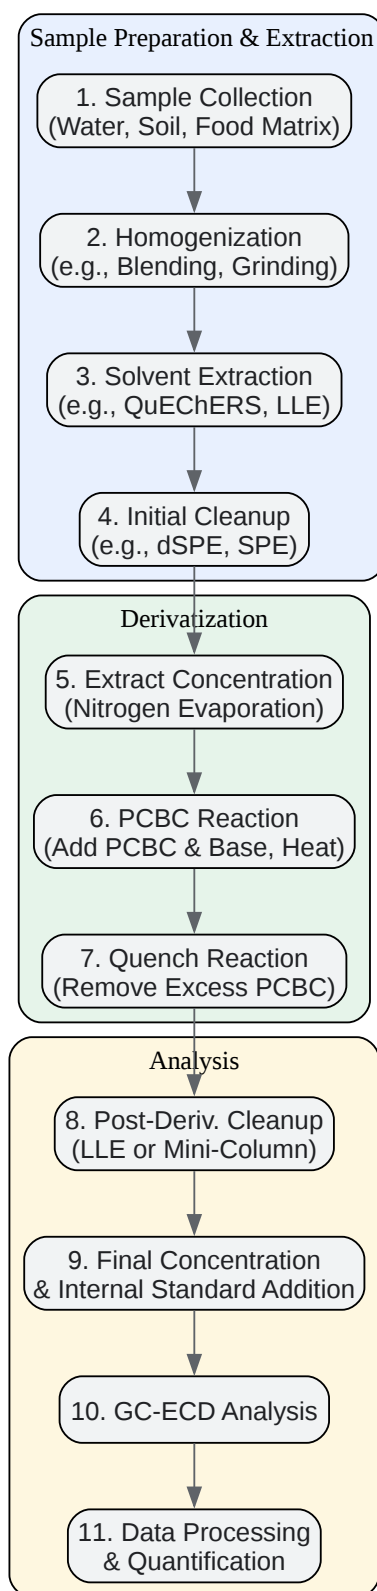 Sample Preparation & Extraction
1. Sample Collection
(Water, Soil, Food Matrix)
2. Homogenization
(e.g., Blending, Grinding)
3. Solvent Extraction
(e.g., QuEChERS, LLE)
4. Initial Cleanup
(e.g., dSPE, SPE)
Derivatization
5. Extract Concentration
(Nitrogen Evaporation)
6. PCBC Reaction
(Add PCBC & Base, Heat)
7. Quench Reaction
(Remove Excess PCBC)
Analysis
8. Post-Deriv. Cleanup
(LLE or Mini-Column)
9. Final Concentration
& Internal Standard Addition
10. GC-ECD Analysis
11. Data Processing
& Quantification